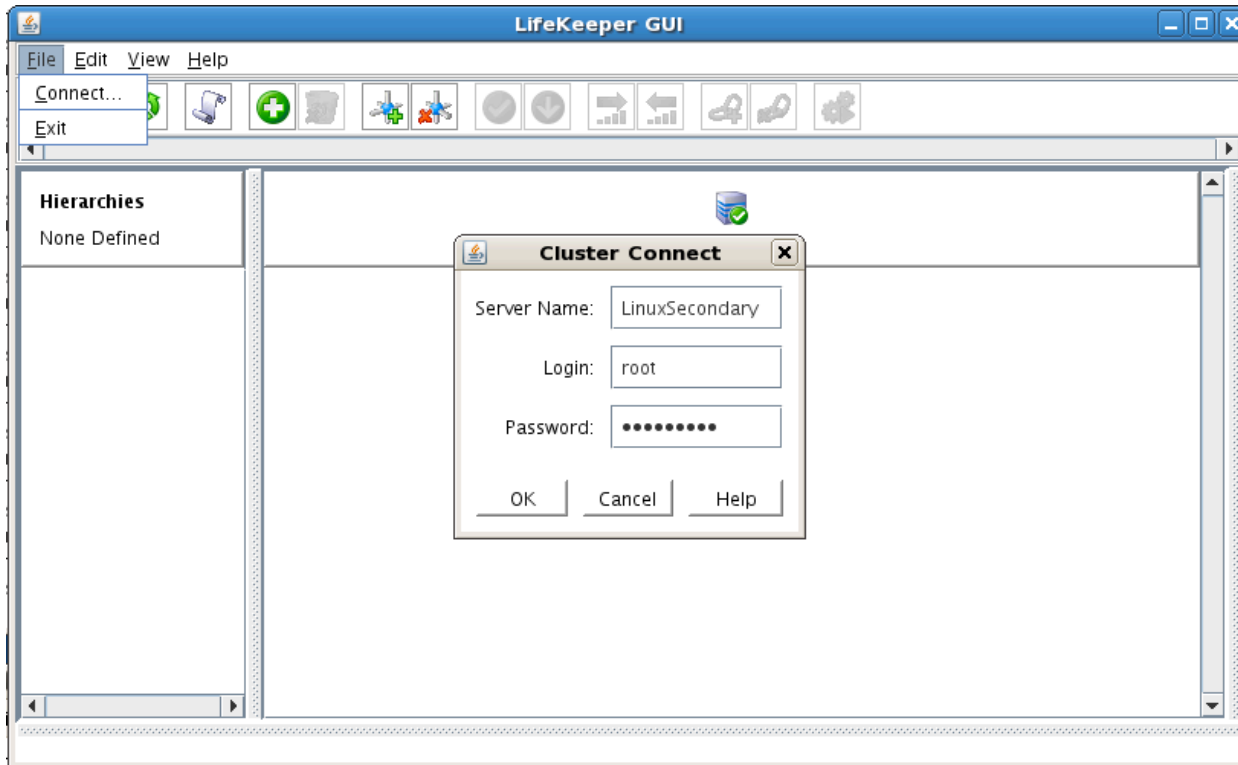 LifeKeeper GUI
File Edit View Help
Connect...
Exit
Hierarchies
None Defined
Cluster Connect
Server Name: LinuxSecondary
Login: root
Password: •••••••••
OK Cancel Help